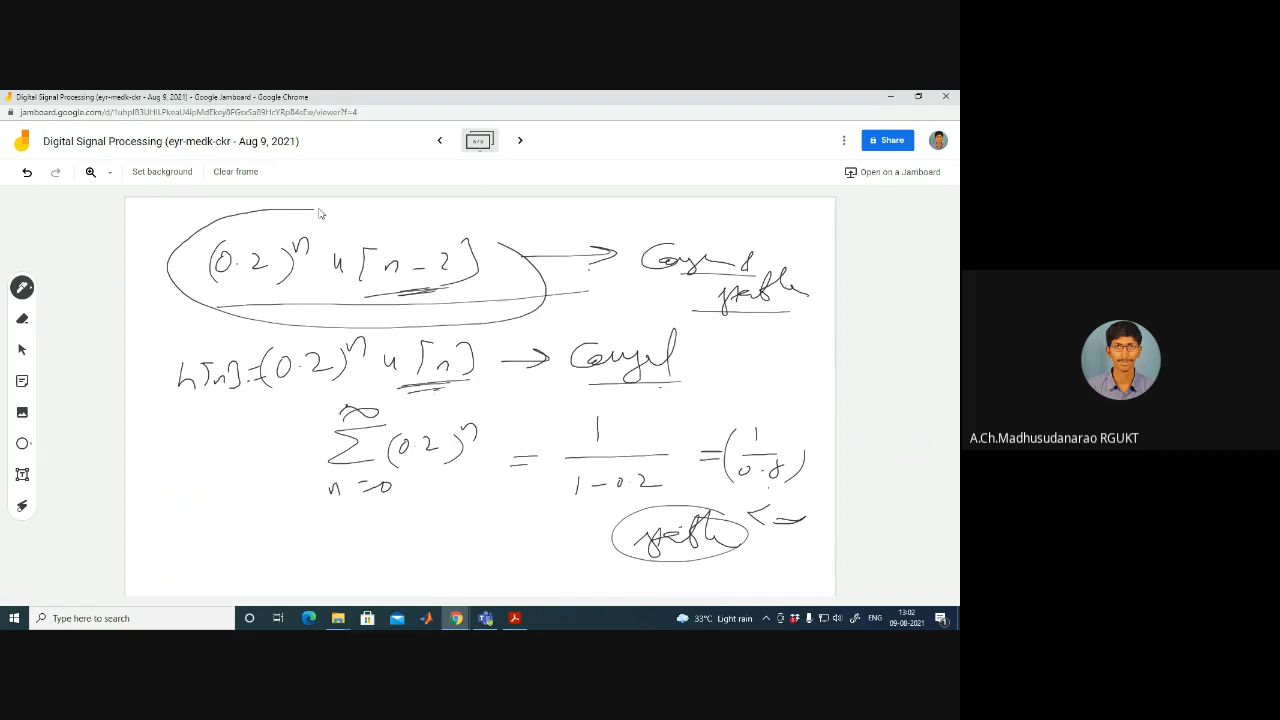 Digital Signal Processing (eyr-medk-ckr - Aug 9, 2021) - Google Jamboard - Google Chrome
Digital Signal Processing (eyr-medk-ckr - Aug 9, 2021)
Share
Set background
Clear frame
Open on a Jamboard
(0.2)^n u[n-2] → Causal &
stable
h[n] = (0.2)^n u[n] → Causal
∞
∑ (0.2)^n = 1/(1-0.2) = (1/0.8)
n=0
stable
A.Ch.Madhusudanarao RGUKT
Type here to search
33°C Light rain
ENG
13:02
09-08-2021